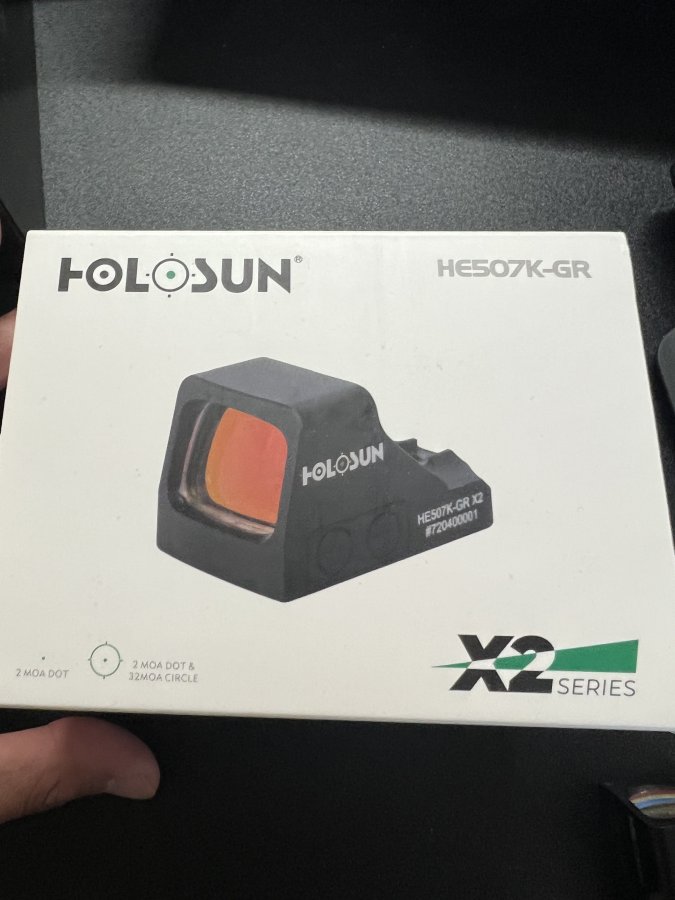 HOLOSUN®
HE507K-GR
HOLOSUN
HE507K-GR X2
#720400001
2 MOA DOT
2 MOA DOT &
32MOA CIRCLE
X2
SERIES